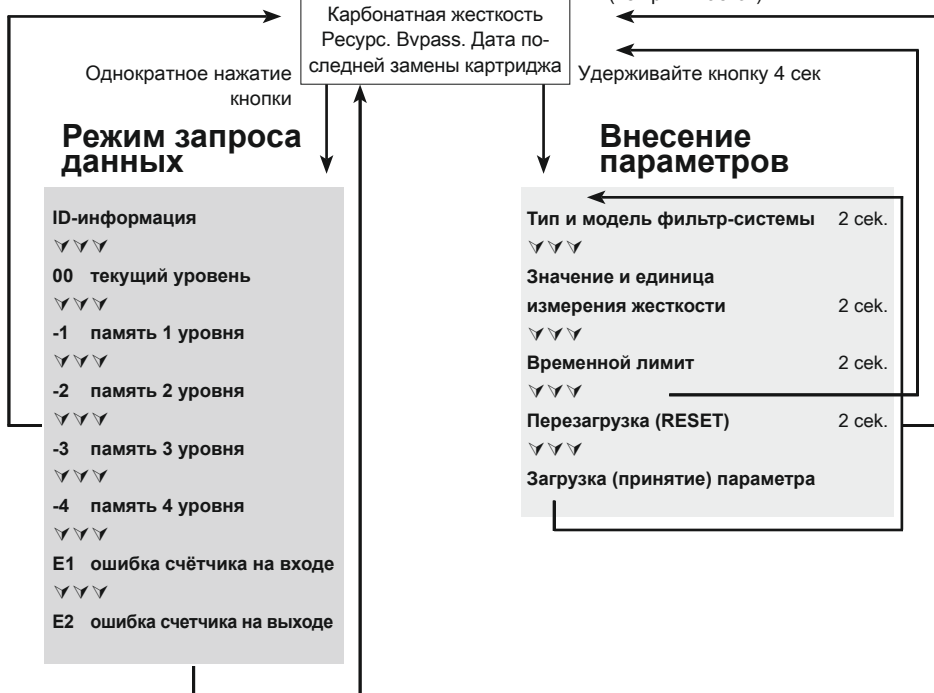 Карбонатная жесткость
Ресурс. Bvpass. Дата по-
следней замены картриджа
Однократное нажатие
кнопки
Удерживайте кнопку 4 сек
Режим запроса
данных
ID-информация
00 текущий уровень
-1 память 1 уровня
-2 память 2 уровня
-3 память 3 уровня
-4 память 4 уровня
E1 ошибка счётчика на входе
E2 ошибка счетчика на выходе
Внесение
параметров
Тип и модель фильтр-системы 2 сек.
Значение и единица
измерения жесткости 2 сек.
Временной лимит 2 сек.
Перезагрузка (RESET) 2 сек.
Загрузка (принятие) параметра